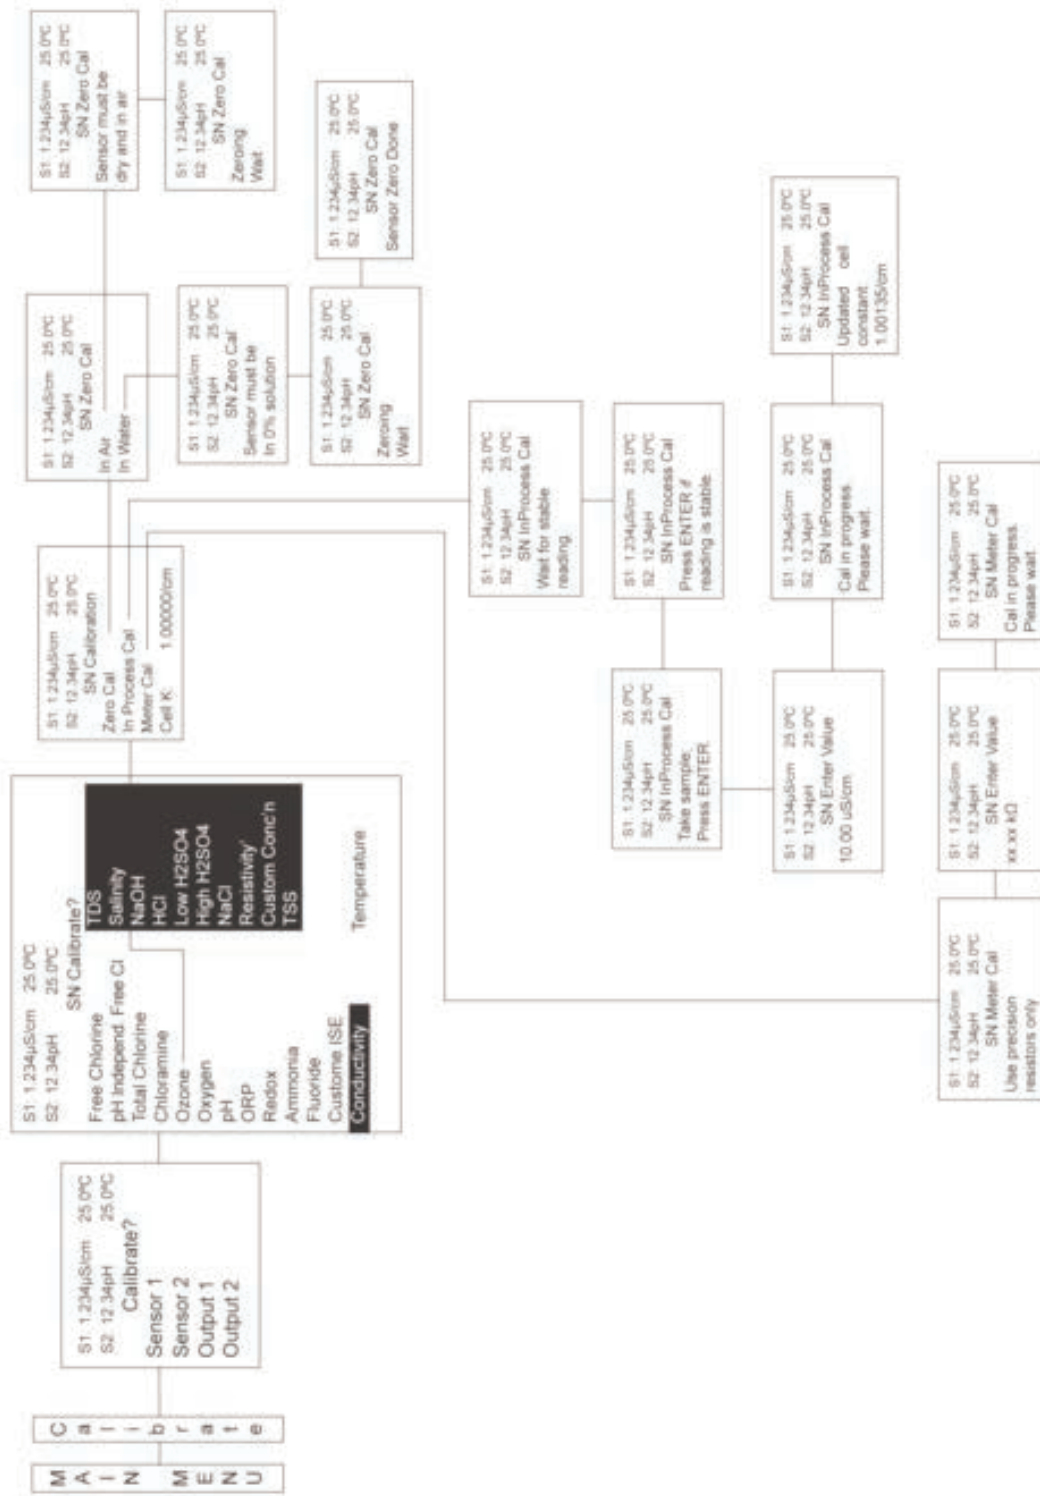 MAIN MENU
Calibrate
S1: 1.234µS/cm 25.0ºC
S2: 12.34pH 25.0ºC
Calibrate?
Sensor 1
Sensor 2
Output 1
Output 2
S1: 1.234µS/cm 25.0ºC
S2: 12.34pH 25.0ºC
SN Calibrate?
Free Chlorine
pH Independ. Free Cl
Total Chlorine
Chloramine
Ozone
Oxygen
pH
ORP
Redox
Ammonia
Fluoride
Custome ISE
Conductivity
TDS
Salinity
NaOH
HCl
Low H2SO4
High H2SO4
NaCl
Resistivity'
Custom Conc'n
TSS
Temperature
S1: 1.234µS/cm 25.0ºC
S2: 12.34pH 25.0ºC
SN Calibration
Zero Cal
In Process Cal
Meter Cal
Cell K: 1.00000/cm
S1: 1.234µS/cm 25.0ºC
S2: 12.34pH 25.0ºC
SN Zero Cal
In Air
In Water
S1: 1.234µS/cm 25.0ºC
S2: 12.34pH 25.0ºC
SN Zero Cal
Sensor must be
dry and in air
S1: 1.234µS/cm 25.0ºC
S2: 12.34pH 25.0ºC
SN Zero Cal
Zeroing
Wait
S1: 1.234µS/cm 25.0ºC
S2: 12.34pH 25.0ºC
SN Zero Cal
Sensor must be
In 0% solution
S1: 1.234µS/cm 25.0ºC
S2: 12.34pH 25.0ºC
SN Zero Cal
Zeroing
Wait
S1: 1.234µS/cm 25.0ºC
S2: 12.34pH 25.0ºC
SN Zero Cal
Sensor Zero Done
S1: 1.234µS/cm 25.0ºC
S2: 12.34pH 25.0ºC
SN InProcess Cal
Wait for stable
reading.
S1: 1.234µS/cm 25.0ºC
S2: 12.34pH 25.0ºC
SN InProcess Cal
Press ENTER if
reading is stable.
S1: 1.234µS/cm 25.0ºC
S2: 12.34pH 25.0ºC
SN InProcess Cal
Take sample;
Press ENTER.
S1: 1.234µS/cm 25.0ºC
S2: 12.34pH 25.0ºC
SN Enter Value
10.00 uS/cm
S1: 1.234µS/cm 25.0ºC
S2: 12.34pH 25.0ºC
SN InProcess Cal
Cal in progress.
Please wait.
S1: 1.234µS/cm 25.0ºC
S2: 12.34pH 25.0ºC
SN InProcess Cal
Updated cell
constant
1.00135/cm
S1: 1.234µS/cm 25.0ºC
S2: 12.34pH 25.0ºC
SN Meter Cal
Use precision
resistors only
S1: 1.234µS/cm 25.0ºC
S2: 12.34pH 25.0ºC
SN Enter Value
xx.xx kΩ
S1: 1.234µS/cm 25.0ºC
S2: 12.34pH 25.0ºC
SN Meter Cal
Cal in progress.
Please wait.